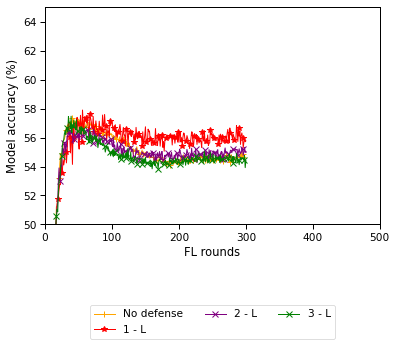 64
62
60
58
56
54
52
50
Model accuracy (%)
0 100 200 300 400 500
FL rounds
No defense 2 - L 3 - L
1 - L